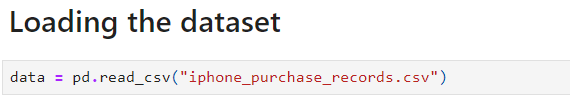 Loading the dataset
data = pd.read_csv("iphone_purchase_records.csv")